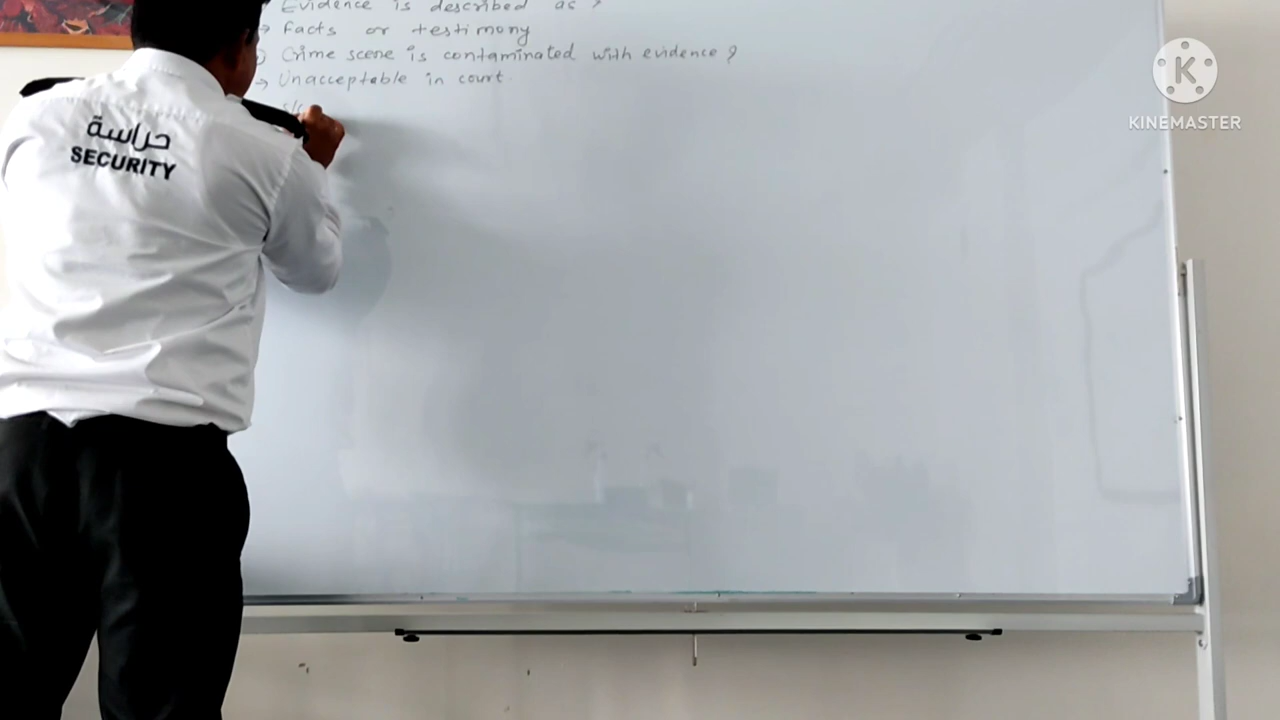 Evidence is described as ?
→ Facts or testimony
Crime scene is contaminated with evidence ?
→ Unacceptable in court.
حراسة
SECURITY
K
KINEMASTER